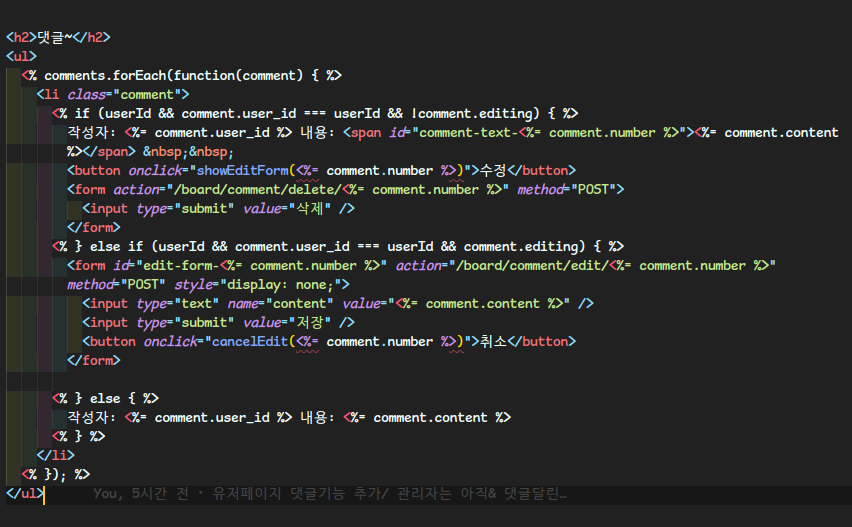 <h2>댓글~</h2>
<ul>
<% comments.forEach(function(comment) { %>
<li class="comment">
<% if (userId && comment.user_id === userId && !comment.editing) { %>
작성자: <%= comment.user_id %> 내용: <span id="comment-text-<%= comment.number %>"><%= comment.content
%></span> &nbsp;&nbsp;
<button onclick="showEditForm(<%= comment.number %>)">수정</button>
<form action="/board/comment/delete/<%= comment.number %>" method="POST">
<input type="submit" value="삭제" />
</form>
<% } else if (userId && comment.user_id === userId && comment.editing) { %>
<form id="edit-form-<%= comment.number %>" action="/board/comment/edit/<%= comment.number %>"
method="POST" style="display: none;">
<input type="text" name="content" value="<%= comment.content %>" />
<input type="submit" value="저장" />
<button onclick="cancelEdit(<%= comment.number %>)">취소</button>
</form>
<% } else { %>
작성자: <%= comment.user_id %> 내용: <%= comment.content %>
<% } %>
</li>
<% }); %>
</ul> You, 5시간 전 · 유저페이지 댓글기능 추가/ 관리자는 아직& 댓글달린…